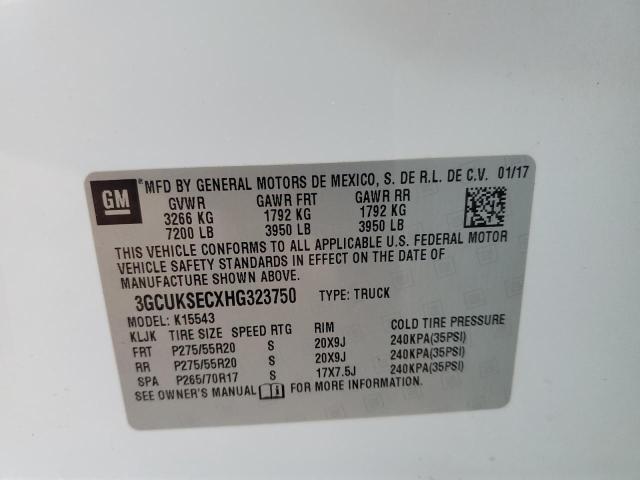 GM
*MFD BY GENERAL MOTORS DE MEXICO, S. DE R.L. DE C.V. 01/17
GVWR GAWR FRT GAWR RR
3266 KG 1792 KG 1792 KG
7200 LB 3950 LB 3950 LB
THIS VEHICLE CONFORMS TO ALL APPLICABLE U.S. FEDERAL MOTOR
VEHICLE SAFETY STANDARDS IN EFFECT ON THE DATE OF
MANUFACTURE SHOWN ABOVE.
3GCUKSECXHG323750 TYPE: TRUCK
MODEL: K15543
KLJK TIRE SIZE SPEED RTG RIM COLD TIRE PRESSURE
FRT P275/55R20 S 20X9J 240KPA(35PSI)
RR P275/55R20 S 20X9J 240KPA(35PSI)
SPA P265/70R17 S 17X7.5J 240KPA(35PSI)
SEE OWNER'S MANUAL FOR MORE INFORMATION.